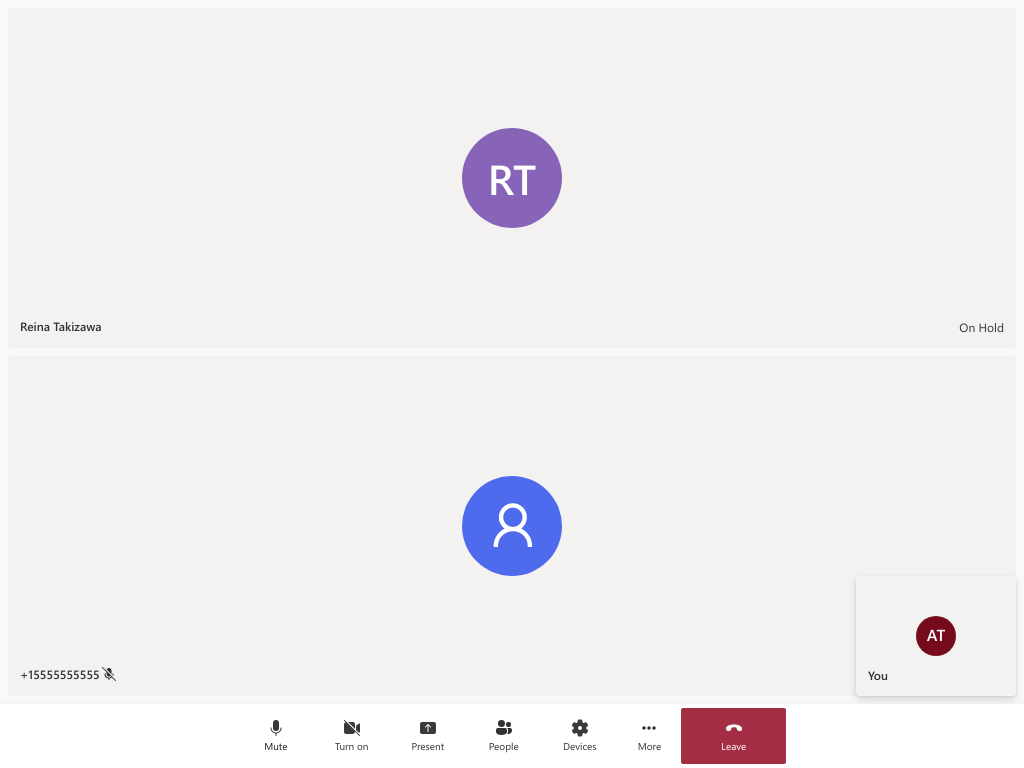 RT
Reina Takizawa
On Hold
+15555555555
AT
You
Mute
Turn on
Present
People
Devices
More
Leave